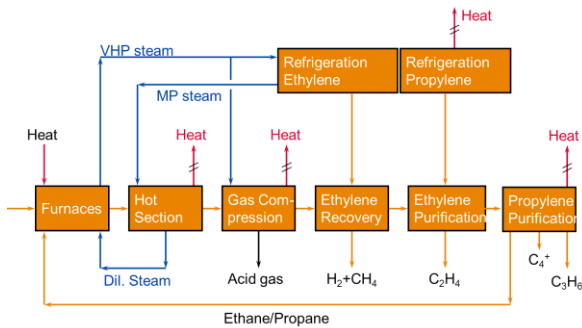 VHP steam
Refrigeration
Ethylene
Refrigeration
Propylene
Heat
MP steam
Heat
Heat
Heat
Heat
Furnaces
Hot
Section
Gas Com-
pression
Ethylene
Recovery
Ethylene
Purification
Propylene
Purification
Dil. Steam
Acid gas
H₂+CH₄
C₂H₄
C₄⁺
C₃H₆
Ethane/Propane